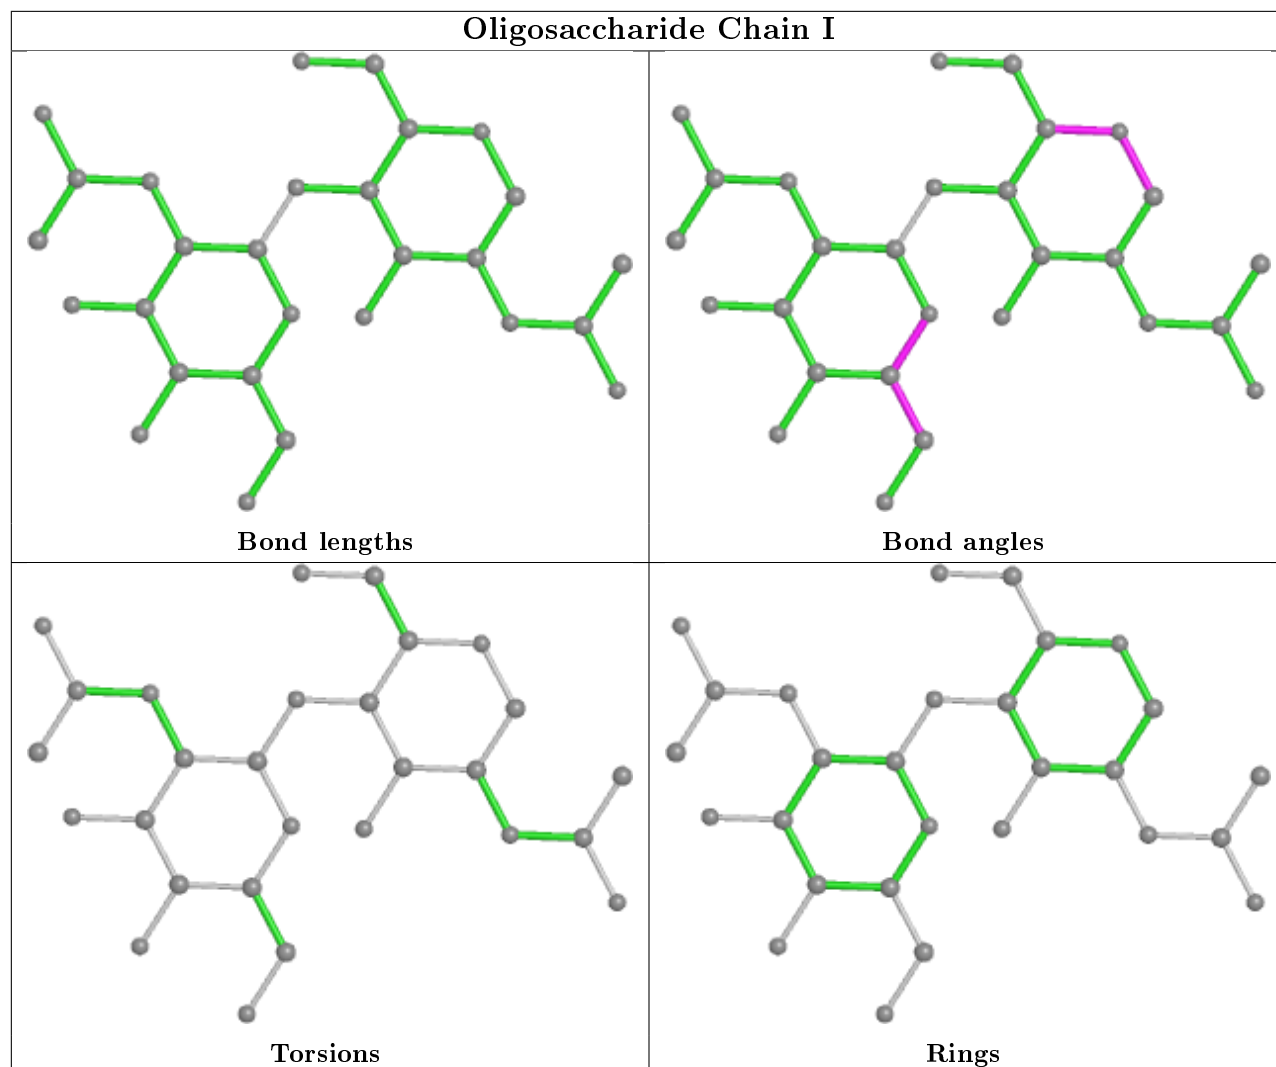 Oligosaccharide Chain I
Bond lengths
Bond angles
Torsions
Rings